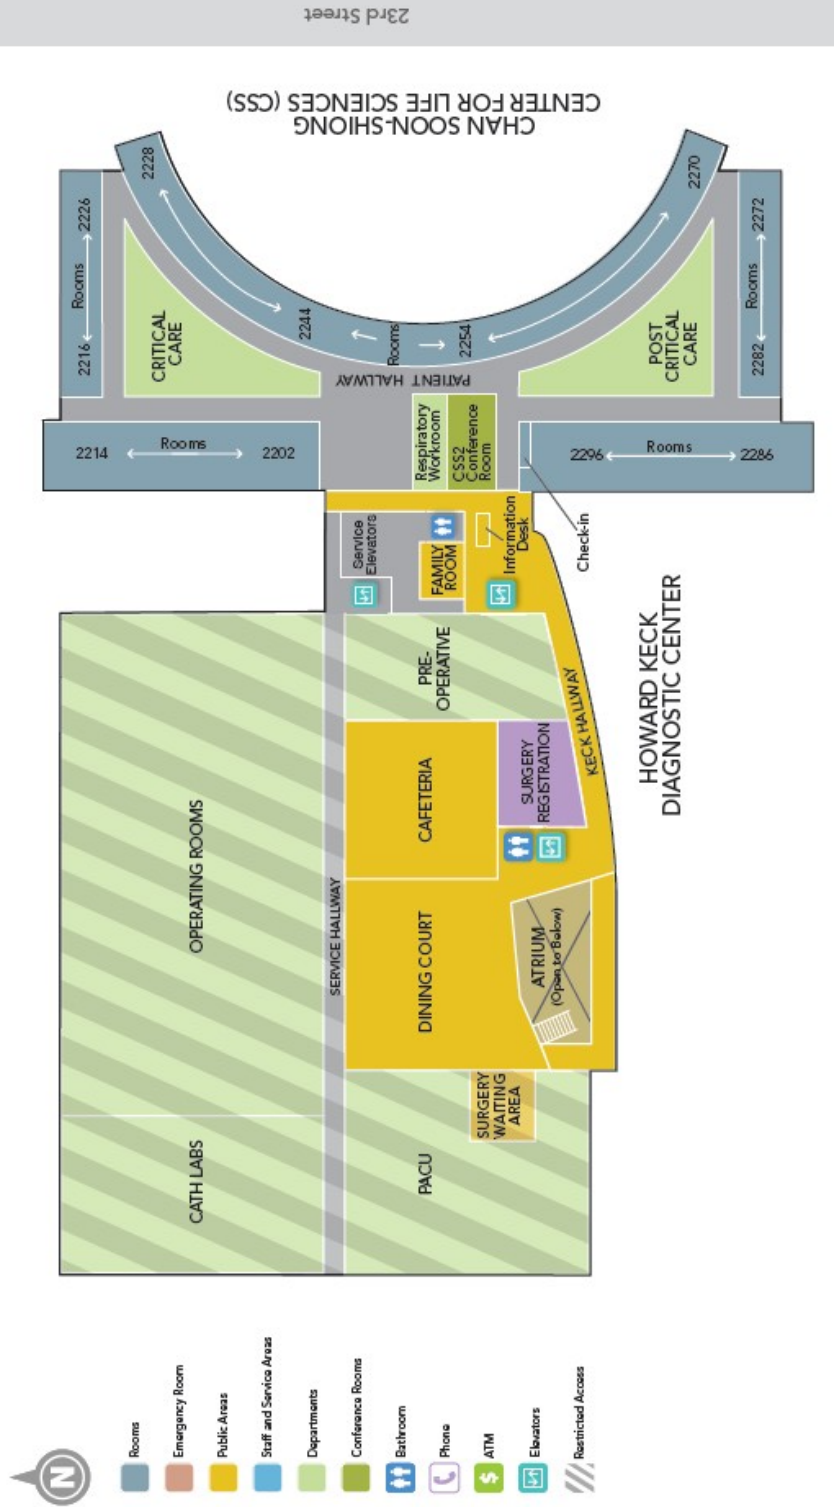 23rd Street
CHAN SOON-SHIONG
CENTER FOR LIFE SCIENCES (CSS)
2228
2270
2226
Rooms
2216
CRITICAL
CARE
2244
Rooms
2254
POST
CRITICAL
CARE
2272
Rooms
2282
PATIENT HALLWAY
2214
Rooms
2202
Respiratory
Workroom
CSS2
Conference
Room
2296
Rooms
2286
Service
Elevators
FAMILY
ROOM
Information
Desk
Check-in
PRE-
OPERATIVE
HOWARD KECK
DIAGNOSTIC CENTER
KECK HALLWAY
OPERATING ROOMS
CAFETERIA
SURGERY
REGISTRATION
SERVICE HALLWAY
DINING COURT
ATRIUM
(Open to Below)
CATH LABS
PACU
SURGERY
WAITING
AREA
N
Rooms
Emergency Room
Public Areas
Staff and Service Areas
Departments
Conference Rooms
Bathroom
Phone
$
ATM
Elevators
Restricted Access